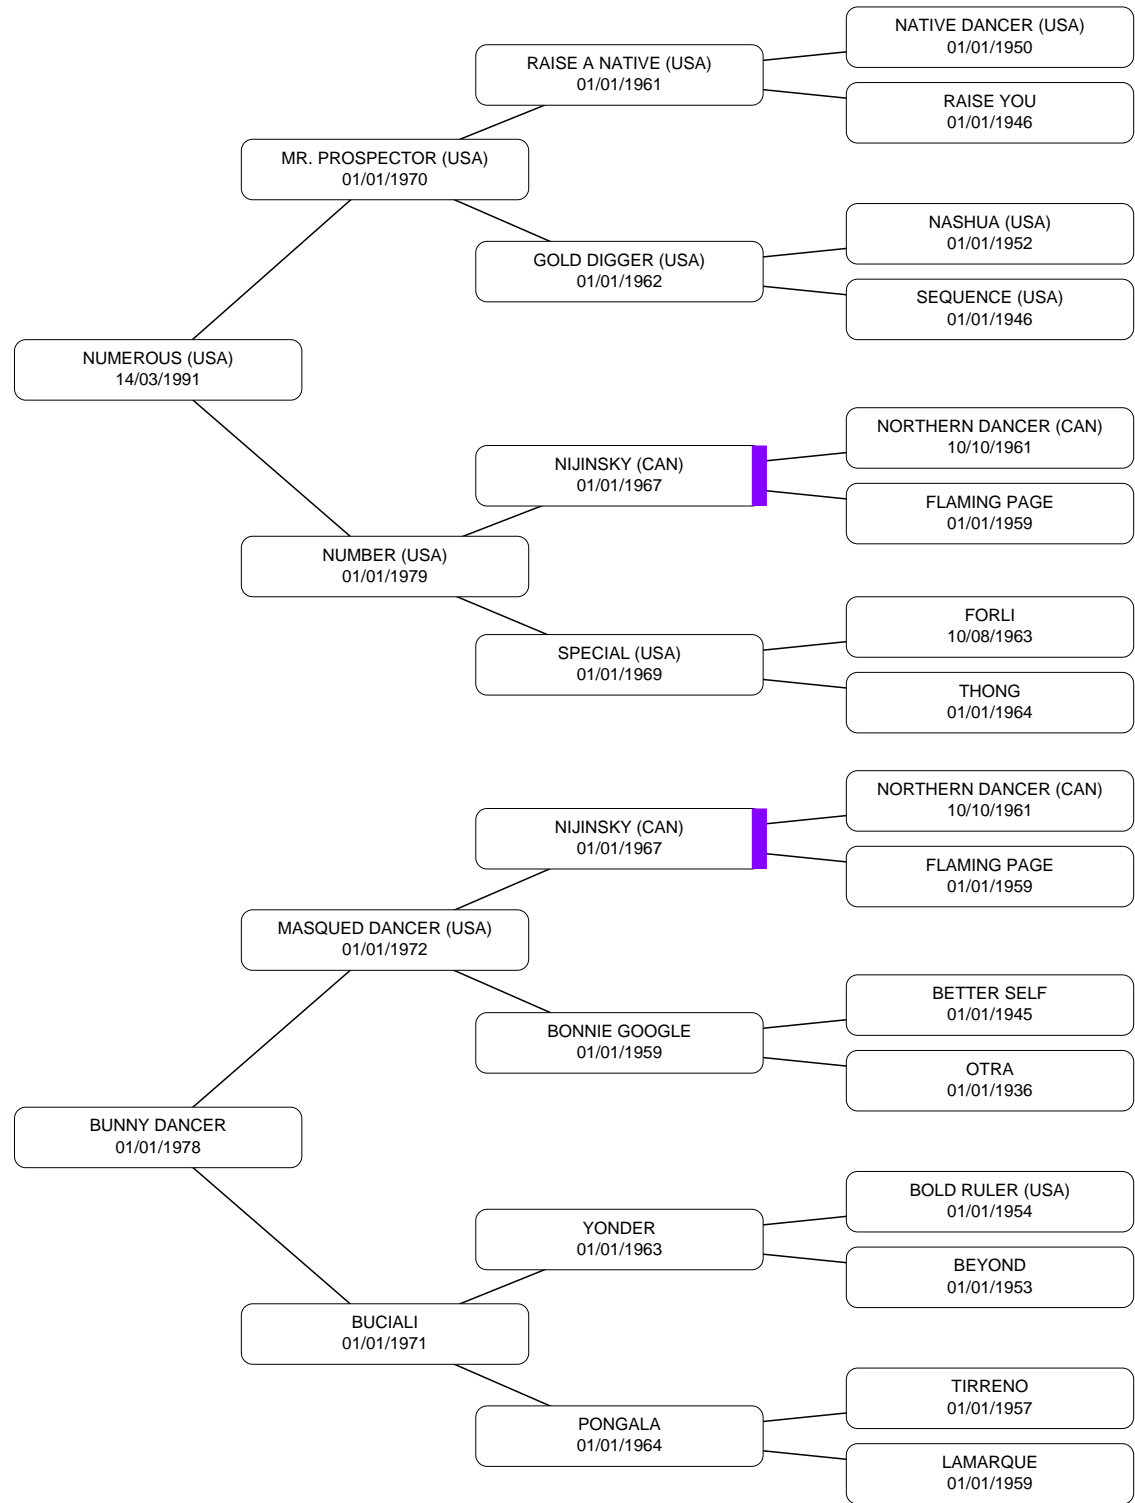 NATIVE DANCER (USA)
01/01/1950
RAISE A NATIVE (USA)
01/01/1961
RAISE YOU
01/01/1946
MR. PROSPECTOR (USA)
01/01/1970
NASHUA (USA)
01/01/1952
GOLD DIGGER (USA)
01/01/1962
SEQUENCE (USA)
01/01/1946
NUMEROUS (USA)
14/03/1991
NORTHERN DANCER (CAN)
10/10/1961
NIJINSKY (CAN)
01/01/1967
FLAMING PAGE
01/01/1959
NUMBER (USA)
01/01/1979
FORLI
10/08/1963
SPECIAL (USA)
01/01/1969
THONG
01/01/1964
NORTHERN DANCER (CAN)
10/10/1961
NIJINSKY (CAN)
01/01/1967
FLAMING PAGE
01/01/1959
MASQUED DANCER (USA)
01/01/1972
BETTER SELF
01/01/1945
BONNIE GOOGLE
01/01/1959
OTRA
01/01/1936
BUNNY DANCER
01/01/1978
BOLD RULER (USA)
01/01/1954
YONDER
01/01/1963
BEYOND
01/01/1953
BUCIALI
01/01/1971
TIRRENO
01/01/1957
PONGALA
01/01/1964
LAMARQUE
01/01/1959